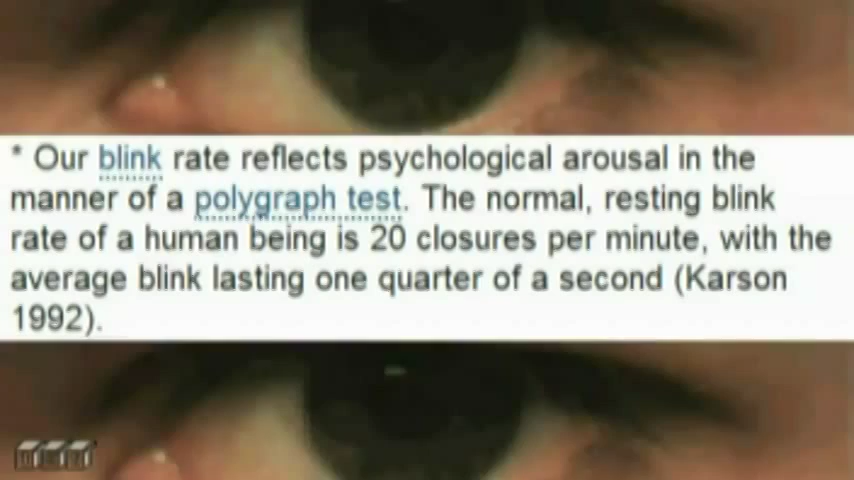 * Our blink rate reflects psychological arousal in the
manner of a polygraph test. The normal, resting blink
rate of a human being is 20 closures per minute, with the
average blink lasting one quarter of a second (Karson
1992).